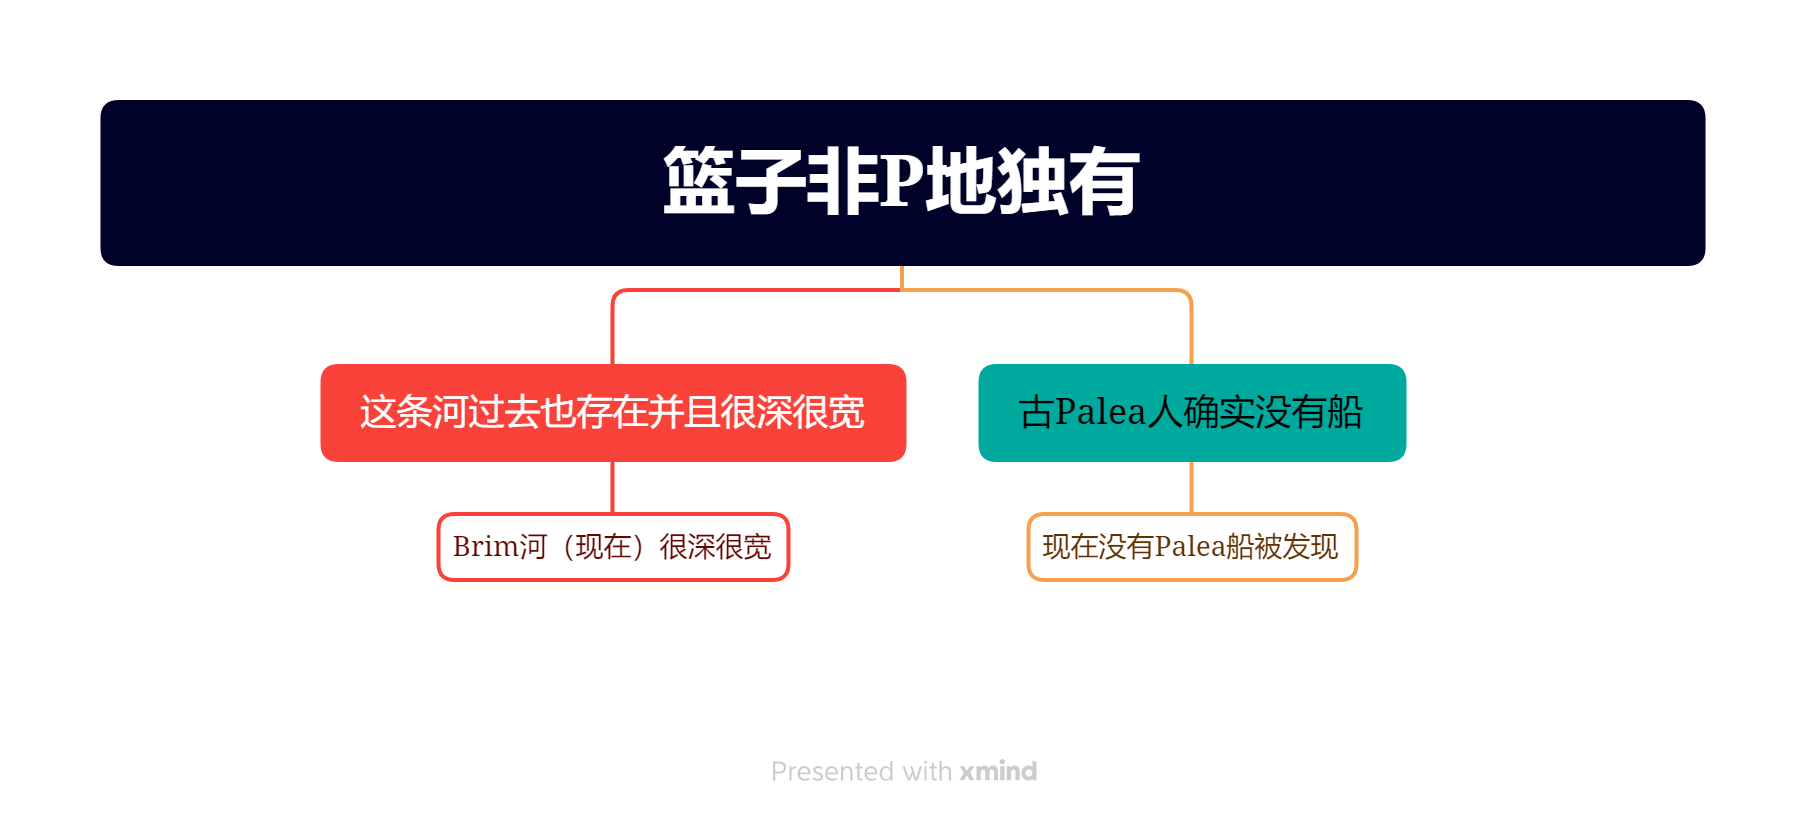 篮子非P地独有
这条河过去也存在并且很深很宽
古Palea人确实没有船
Brim河（现在）很深很宽
现在没有Palea船被发现
Presented with xmind